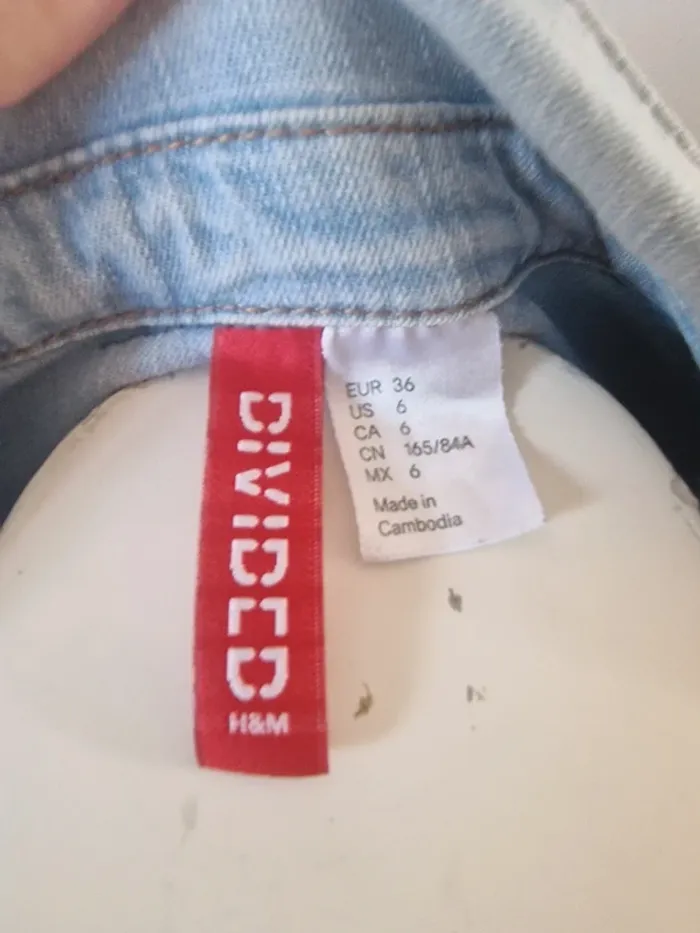 DIVIDED
H&M
EUR 36
US 6
CA 6
CN 165/84A
MX 6
Made in
Cambodia